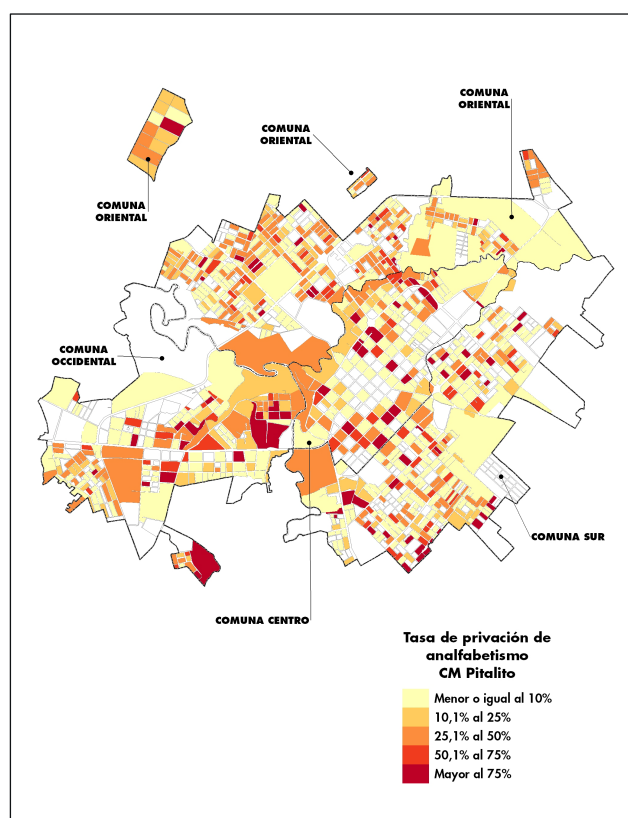 COMUNA
ORIENTAL
COMUNA
ORIENTAL
COMUNA
ORIENTAL
COMUNA
OCCIDENTAL
COMUNA SUR
COMUNA CENTRO
Tasa de privación de
analfabetismo
CM Pitalito
Menor o igual al 10%
10,1% al 25%
25,1% al 50%
50,1% al 75%
Mayor al 75%